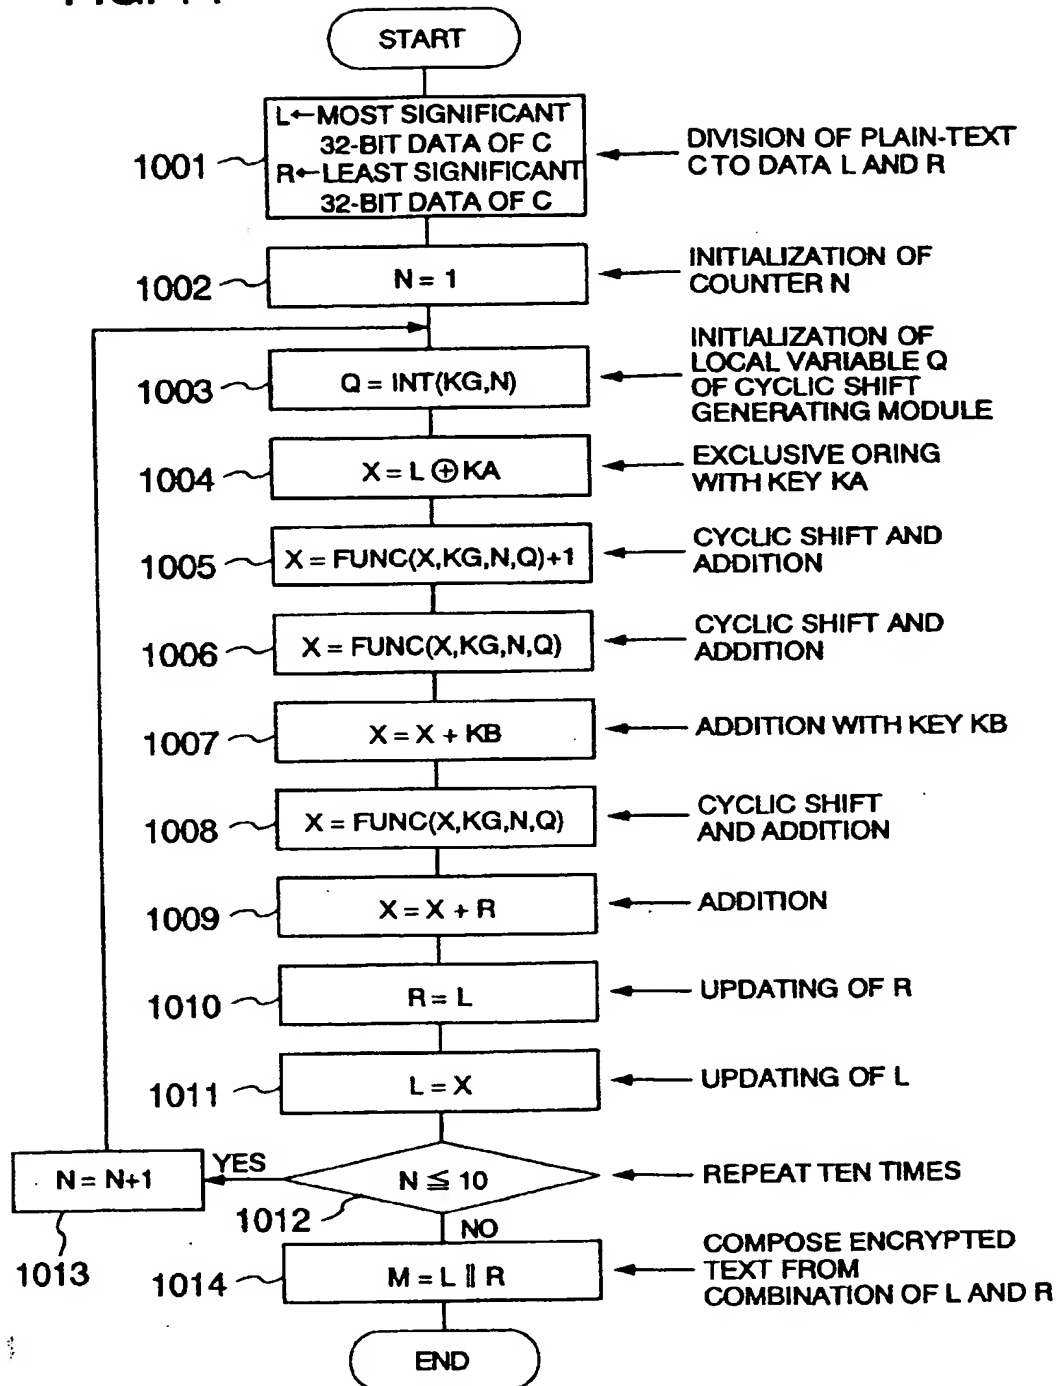 START
L←MOST SIGNIFICANT
32-BIT DATA OF C
R←LEAST SIGNIFICANT
32-BIT DATA OF C
1001
DIVISION OF PLAIN-TEXT
C TO DATA L AND R
N = 1
1002
INITIALIZATION OF
COUNTER N
Q = INT(KG,N)
1003
INITIALIZATION OF
LOCAL VARIABLE Q
OF CYCLIC SHIFT
GENERATING MODULE
X = L ⊕ KA
1004
EXCLUSIVE ORING
WITH KEY KA
X = FUNC(X,KG,N,Q)+1
1005
CYCLIC SHIFT AND
ADDITION
X = FUNC(X,KG,N,Q)
1006
CYCLIC SHIFT AND
ADDITION
X = X + KB
1007
ADDITION WITH KEY KB
X = FUNC(X,KG,N,Q)
1008
CYCLIC SHIFT
AND ADDITION
X = X + R
1009
ADDITION
R = L
1010
UPDATING OF R
L = X
1011
UPDATING OF L
N ≦ 10
1012
REPEAT TEN TIMES
YES
N = N+1
1013
NO
M = L || R
1014
COMPOSE ENCRYPTED
TEXT FROM
COMBINATION OF L AND R
END